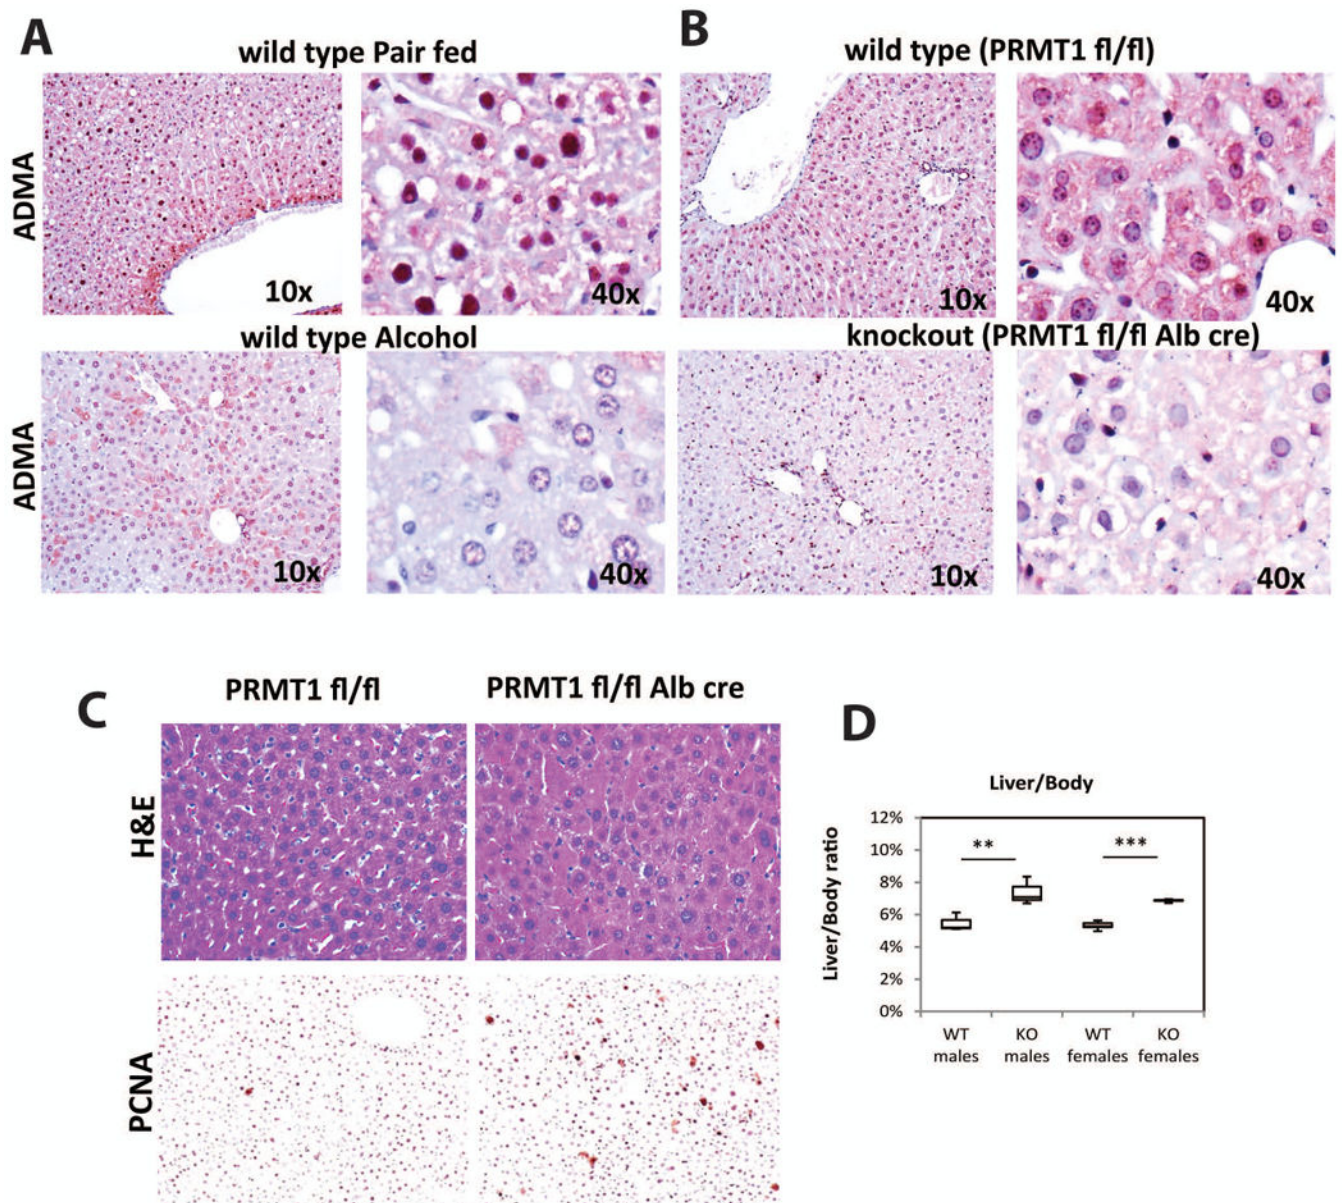 A
wild type Pair fed
ADMA
10x
40x
wild type Alcohol
ADMA
10x
40x
B
wild type (PRMT1 fl/fl)
10x
40x
knockout (PRMT1 fl/fl Alb cre)
10x
40x
C
PRMT1 fl/fl
PRMT1 fl/fl Alb cre
H&E
PCNA
D
Liver/Body
Liver/Body ratio
12%
10%
8%
6%
4%
2%
0%
**
***
WT males
KO males
WT females
KO females